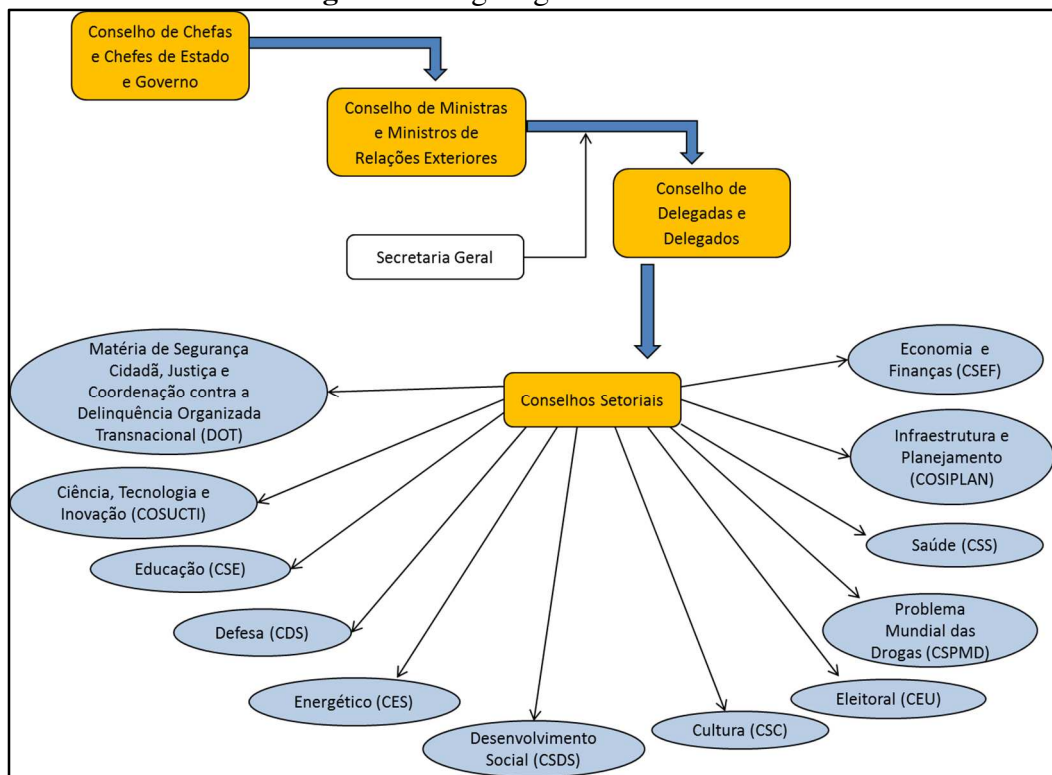 Conselho de Chefas
e Chefes de Estado
e Governo
Conselho de Ministras
e Ministros de
Relações Exteriores
Conselho de
Delegadas e
Delegados
Secretaria Geral
Conselhos Setoriais
Matéria de Segurança
Cidadã, Justiça e
Coordenação contra a
Delinquência Organizada
Transnacional (DOT)
Ciência, Tecnologia e
Inovação (COSUCTI)
Educação (CSE)
Defesa (CDS)
Energético (CES)
Desenvolvimento
Social (CSDS)
Cultura (CSC)
Eleitoral (CEU)
Problema
Mundial das
Drogas (CSPMD)
Saúde (CSS)
Infraestrutura e
Planejamento
(COSIPLAN)
Economia e
Finanças (CSEF)